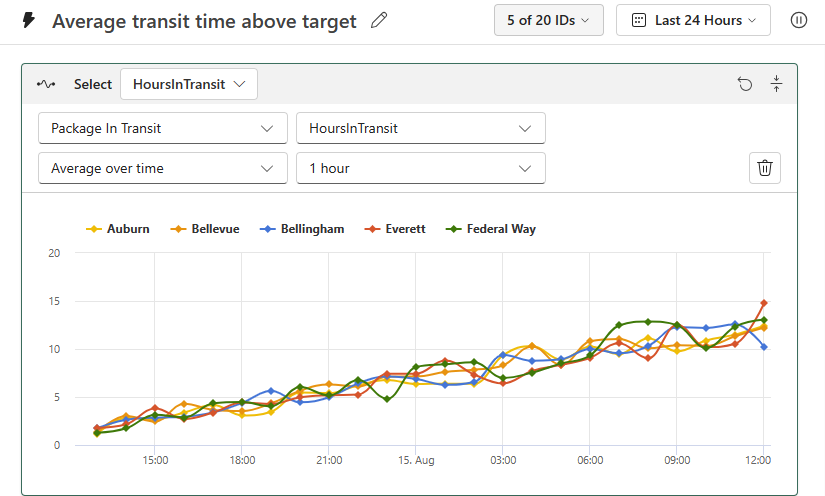 Average transit time above target
5 of 20 IDs
Last 24 Hours
Select
HoursInTransit
Package In Transit
HoursInTransit
Average over time
1 hour
Auburn Bellevue Bellingham Everett Federal Way
20
15
10
5
0
15:00 18:00 21:00 15. Aug 03:00 06:00 09:00 12:00